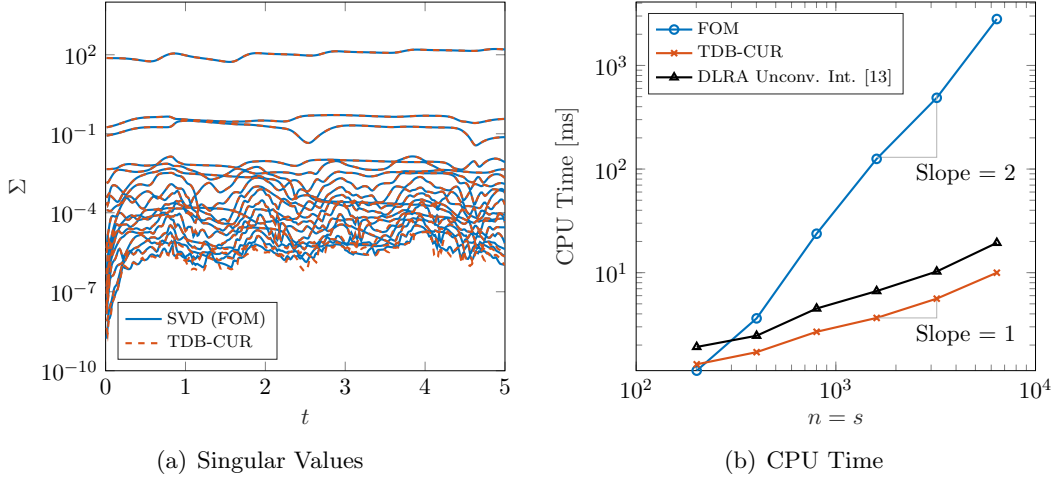 10^2
10^-1
10^-4
10^-7
10^-10
Σ
SVD (FOM)
TDB-CUR
0 1 2 3 4 5
t
(a) Singular Values
FOM
TDB-CUR
DLRA Unconv. Int. [13]
10^3
10^2
10^1
CPU Time [ms]
Slope = 2
Slope = 1
10^2 10^3 10^4
n = s
(b) CPU Time